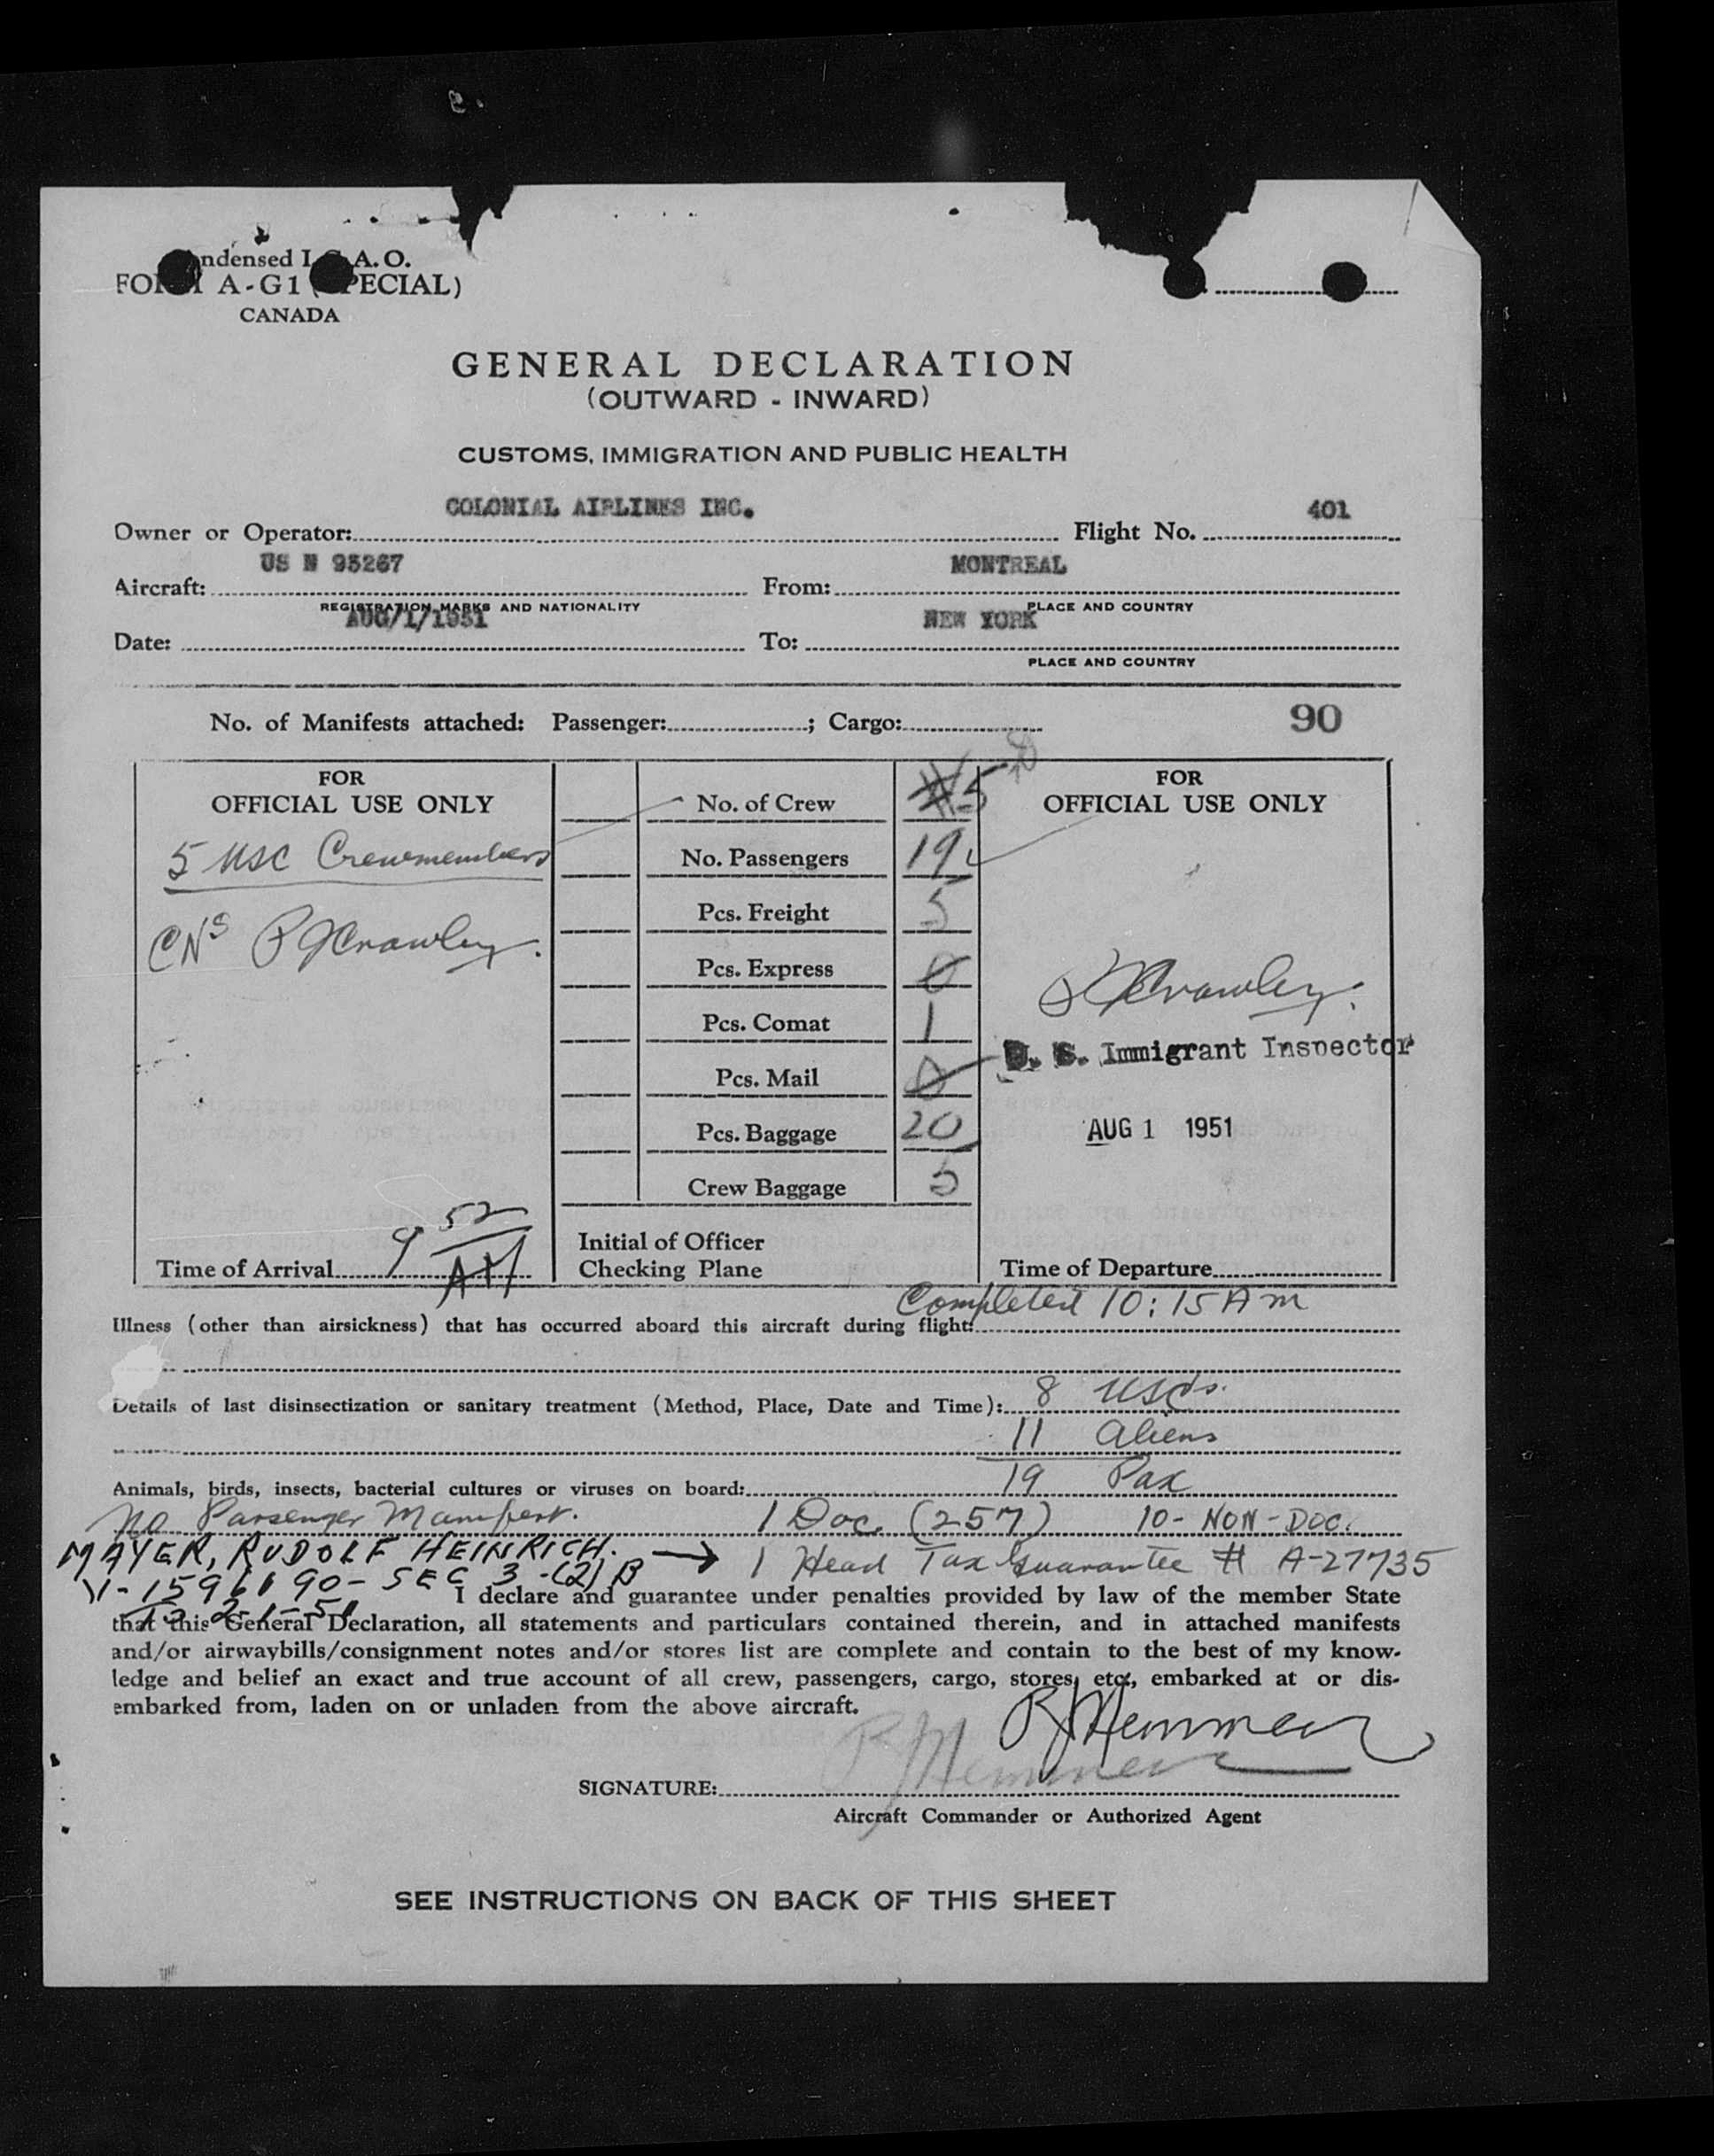 ndensed I A.O.
FO A-G1 ( PECIAL)
CANADA
GENERAL DECLARATION
(OUTWARD - INWARD)
CUSTOMS, IMMIGRATION AND PUBLIC HEALTH
Owner or Operator: COLONIAL AIRLINES INC. Flight No. 401
Aircraft: US N 93267 From: MONTREAL
REGISTRATION MARKS AND NATIONALITY PLACE AND COUNTRY
Date: AUG/1/1951 To: NEW YORK
PLACE AND COUNTRY
No. of Manifests attached: Passenger: ; Cargo: 90
FOR
OFFICIAL USE ONLY
5 USC Crewmembers
P J Crawley.
Time of Arrival 9 52 AM
No. of Crew 5
No. Passengers 19
Pcs. Freight 5
Pcs. Express 0
Pcs. Comat 1
Pcs. Mail 0
Pcs. Baggage 20
Crew Baggage 5
Initial of Officer
Checking Plane
FOR
OFFICIAL USE ONLY
P J Crawley.
U. S. Immigrant Inspector
AUG 1 1951
Time of Departure
Completed 10:15 Am
Illness (other than airsickness) that has occurred aboard this aircraft during flight:
Details of last disinsectization or sanitary treatment (Method, Place, Date and Time): 8 USCs.
11 Aliens
Animals, birds, insects, bacterial cultures or viruses on board: 19 Pax
No Passenger Manifest. 1 Doc. (257) 10- NON-DOC.
MAYER, RUDOLF HEINRICH. → 1 Head Tax Guarantee # A-27735
V-1596190- SEC 3-(2) B
I declare and guarantee under penalties provided by law of the member State
that this General Declaration, all statements and particulars contained therein, and in attached manifests
and/or airwaybills/consignment notes and/or stores list are complete and contain to the best of my know-
ledge and belief an exact and true account of all crew, passengers, cargo, stores, etc., embarked at or dis-
embarked from, laden on or unladen from the above aircraft.
SIGNATURE:
Aircraft Commander or Authorized Agent
SEE INSTRUCTIONS ON BACK OF THIS SHEET